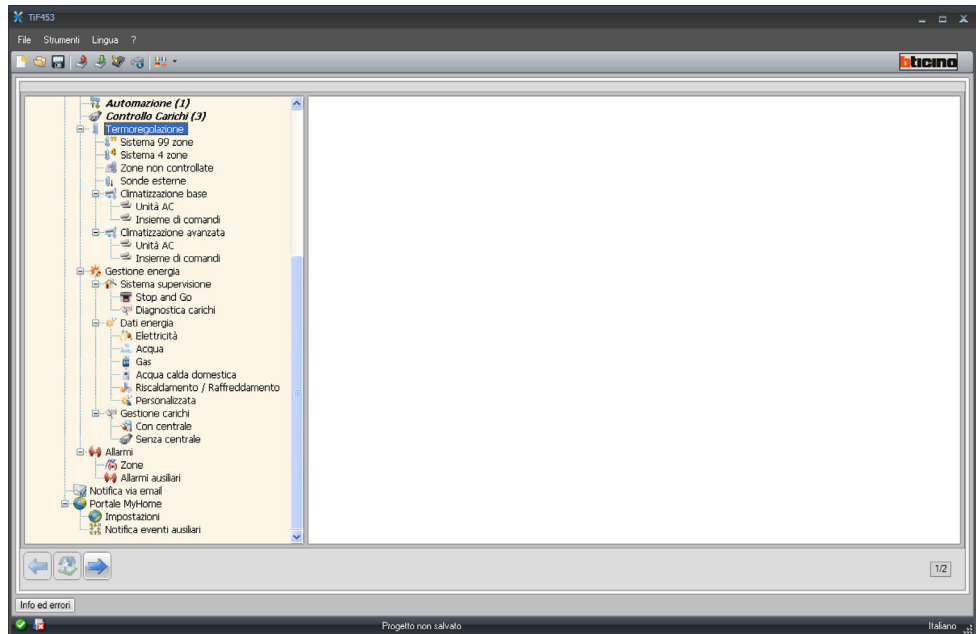 TiF453
File Strumenti Lingua ?
bticino
Automazione (1)
Controllo Carichi (3)
Termoregolazione
Sistema 99 zone
Sistema 4 zone
Zone non controllate
Sonde esterne
Climatizzazione base
Unità AC
Insieme di comandi
Climatizzazione avanzata
Unità AC
Insieme di comandi
Gestione energia
Sistema supervisione
Stop and Go
Diagnostica carichi
Dati energia
Elettricità
Acqua
Gas
Acqua calda domestica
Riscaldamento / Raffreddamento
Personalizzata
Gestione carichi
Con centrale
Senza centrale
Allarmi
Zone
Allarmi ausiliari
Notifica via email
Portale MyHome
Impostazioni
Notifica eventi ausliari
1/2
Info ed errori
Progetto non salvato Italiano